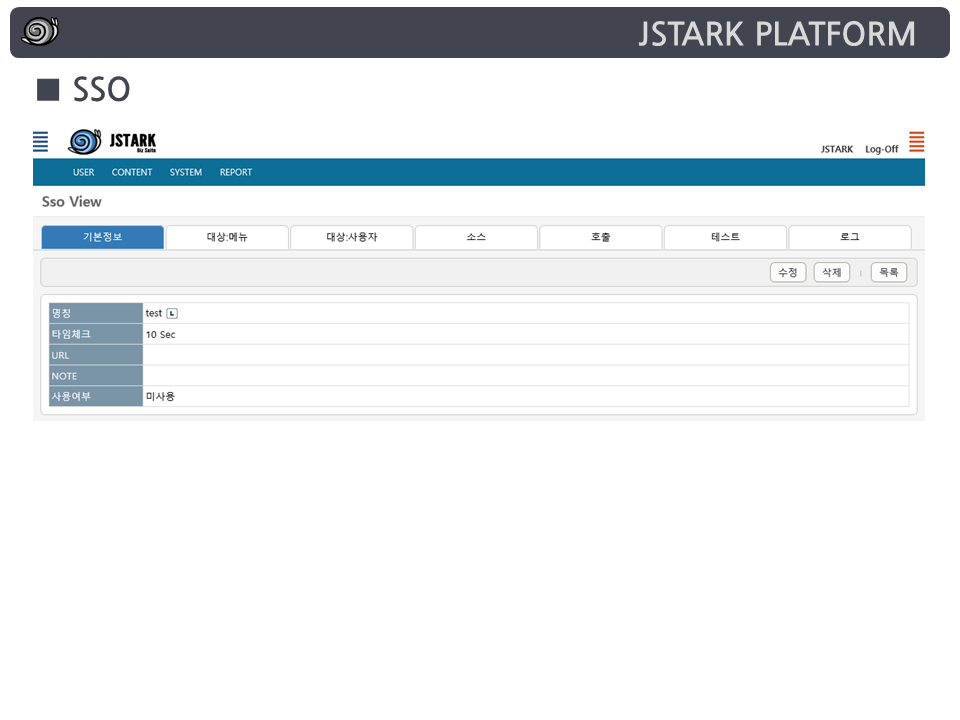 JSTARK PLATFORM
■ SSO
JSTARK
Biz Suite
JSTARK Log-Off
USER CONTENT SYSTEM REPORT
Sso View
기본정보 대상:메뉴 대상:사용자 소스 호출 테스트 로그
수정 삭제 | 목록
명칭 test L
타임체크 10 Sec
URL
NOTE
사용여부 미사용